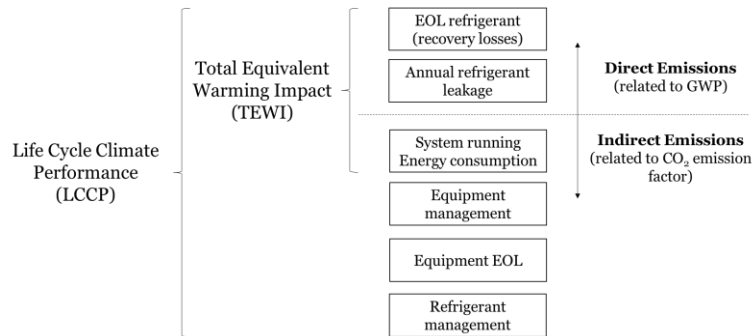 EOL refrigerant
(recovery losses)
Annual refrigerant
leakage
Total Equivalent
Warming Impact
(TEWI)
Direct Emissions
(related to GWP)
System running
Energy consumption
Indirect Emissions
(related to CO₂ emission
factor)
Life Cycle Climate
Performance
(LCCP)
Equipment
management
Equipment EOL
Refrigerant
management